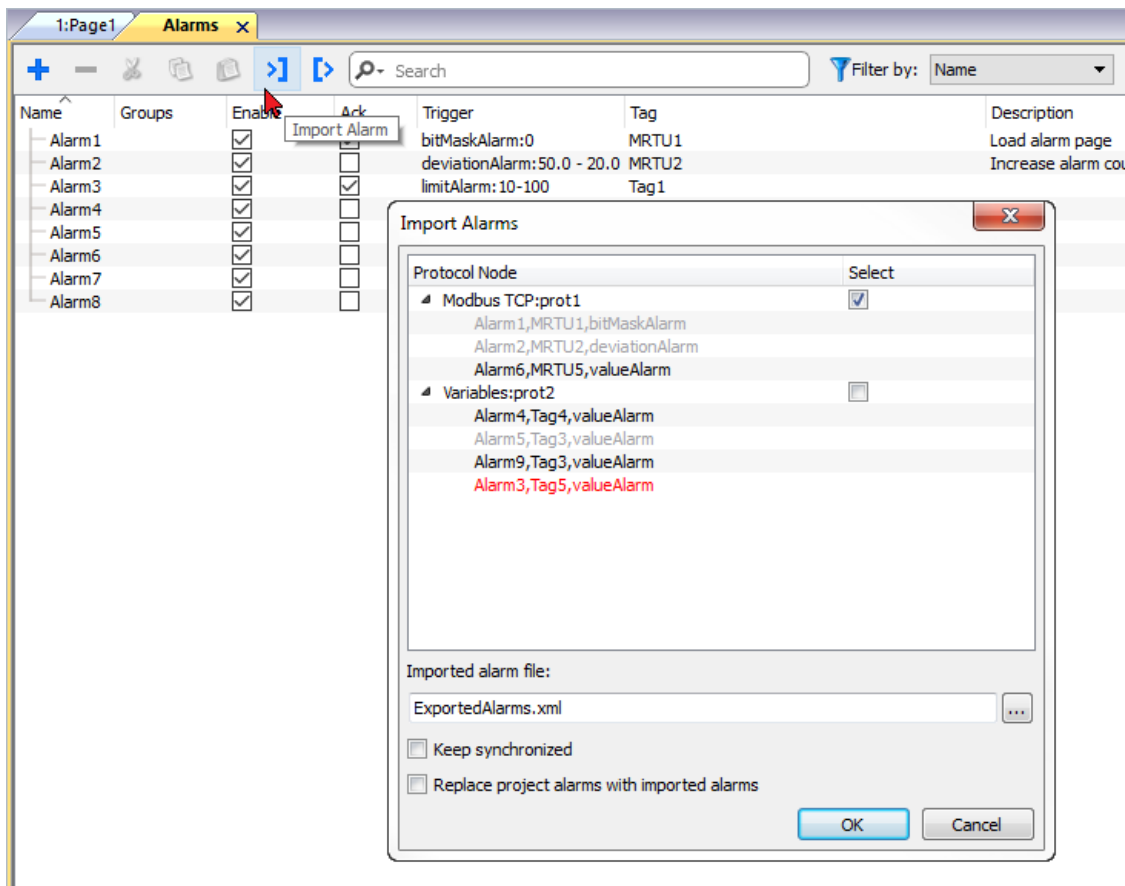 1:Page1 Alarms x
Search Filter by: Name
Name Groups Enable Ack Trigger Tag Description
Import Alarm
Alarm1 bitMaskAlarm:0 MRTU1 Load alarm page
Alarm2 deviationAlarm:50.0 - 20.0 MRTU2 Increase alarm cou
Alarm3 limitAlarm:10-100 Tag1
Alarm4
Alarm5
Alarm6
Alarm7
Alarm8
Import Alarms
Protocol Node Select
Modbus TCP:prot1
Alarm1,MRTU1,bitMaskAlarm
Alarm2,MRTU2,deviationAlarm
Alarm6,MRTU5,valueAlarm
Variables:prot2
Alarm4,Tag4,valueAlarm
Alarm5,Tag3,valueAlarm
Alarm9,Tag3,valueAlarm
Alarm3,Tag5,valueAlarm
Imported alarm file:
ExportedAlarms.xml ...
Keep synchronized
Replace project alarms with imported alarms
OK Cancel